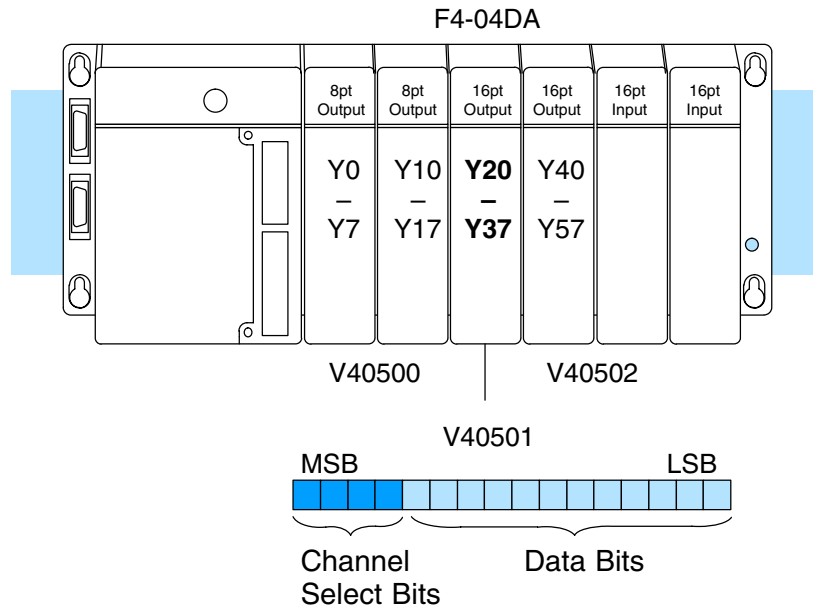 F4-04DA
8pt Output
8pt Output
16pt Output
16pt Output
16pt Input
16pt Input
Y0 – Y7
Y10 – Y17
Y20 – Y37
Y40 – Y57
V40500
V40502
V40501
MSB
LSB
Channel Select Bits
Data Bits